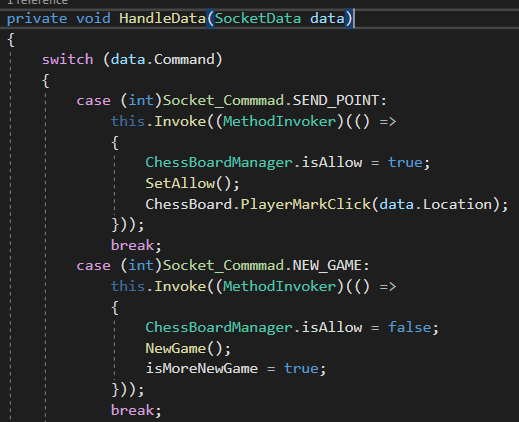 1 reference
private void HandleData(SocketData data)
{
    switch (data.Command)
    {
        case (int)Socket_Commmad.SEND_POINT:
            this.Invoke((MethodInvoker)(() =>
            {
                ChessBoardManager.isAllow = true;
                SetAllow();
                ChessBoard.PlayerMarkClick(data.Location);
            }));
            break;
        case (int)Socket_Commmad.NEW_GAME:
            this.Invoke((MethodInvoker)(() =>
            {
                ChessBoardManager.isAllow = false;
                NewGame();
                isMoreNewGame = true;
            }));
            break;